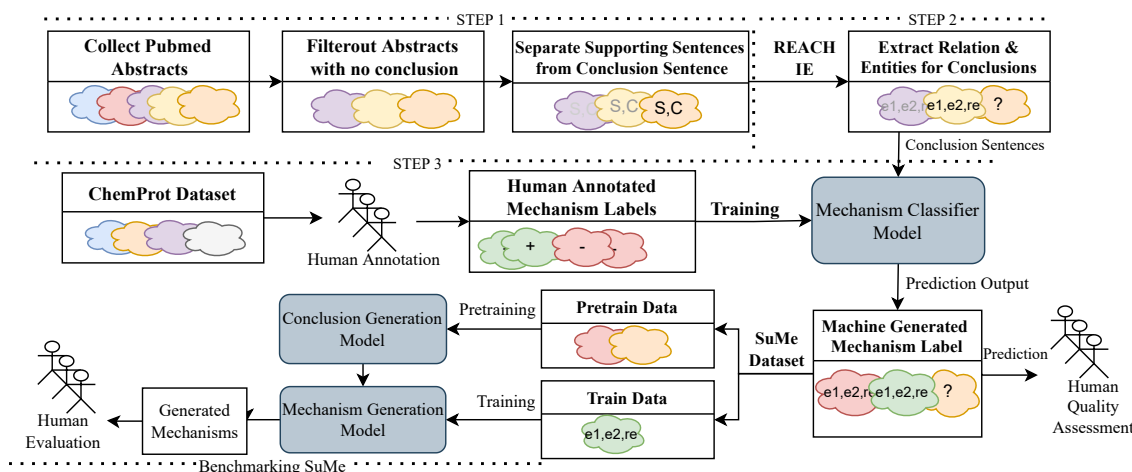 STEP 1
STEP 2
Collect Pubmed
Abstracts
Filterout Abstracts
with no conclusion
Separate Supporting Sentences
from Conclusion Sentence
S,C
S,C
S,C
REACH
IE
Extract Relation &
Entities for Conclusions
e1,e2,re
e1,e2,re
?
Conclusion Sentences
STEP 3
ChemProt Dataset
Human Annotation
Human Annotated
Mechanism Labels
+
-
-
Training
Mechanism Classifier
Model
Prediction Output
Machine Generated
Mechanism Label
e1,e2,re
e1,e2,re
?
Prediction
Human
Quality
Assessment
SuMe
Dataset
Pretrain Data
Pretraining
Conclusion Generation
Model
Train Data
e1,e2,re
Training
Mechanism Generation
Model
Generated
Mechanisms
Human
Evaluation
Benchmarking SuMe